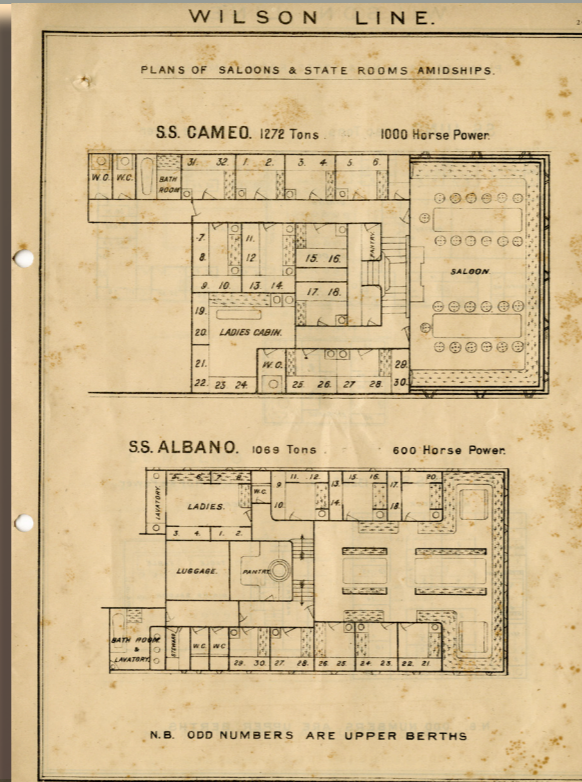 WILSON LINE.
PLANS OF SALOONS & STATE ROOMS AMIDSHIPS.
S.S. CAMEO. 1272 Tons 1000 Horse Power.
W.C. W.C. BATH ROOM 31. 32. 1. 2. 3. 4. 5. 6.
7. 11.
8. 12. 15. 16. PANTRY. SALOON.
9. 10. 13. 14. 17. 18.
19.
20. LADIES CABIN.
21. W.C. 29.
22. 23. 24. 25. 26. 27 28. 30.
S.S. ALBANO. 1069 Tons 600 Horse Power.
5. 6. 7. 8. 9 11. 12. 13. 15. 16. 17. 20.
LAVATORY. LADIES. W.C. 10. 14. 18.
3. 4. 1. 2.
LUGGAGE. PANTRY.
BATH ROOM & LAVATORY. STEWARD W.C W.C
29. 30. 27. 28. 26 25. 24. 23. 22. 21.
N.B. ODD NUMBERS ARE UPPER BERTHS